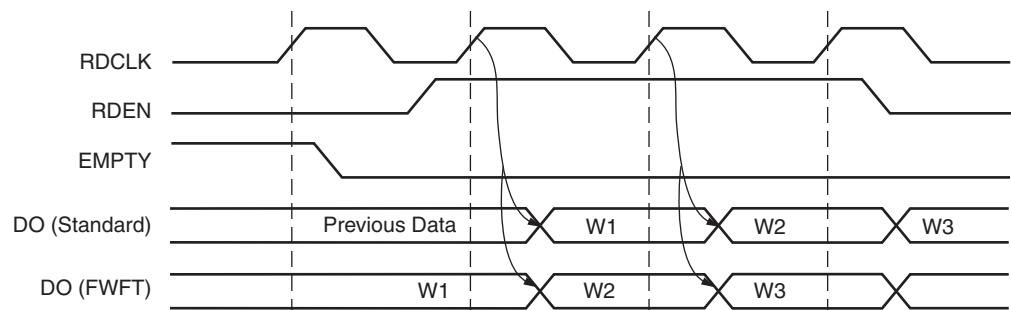 RDCLK
RDEN
EMPTY
DO (Standard) Previous Data W1 W2 W3
DO (FWFT) W1 W2 W3